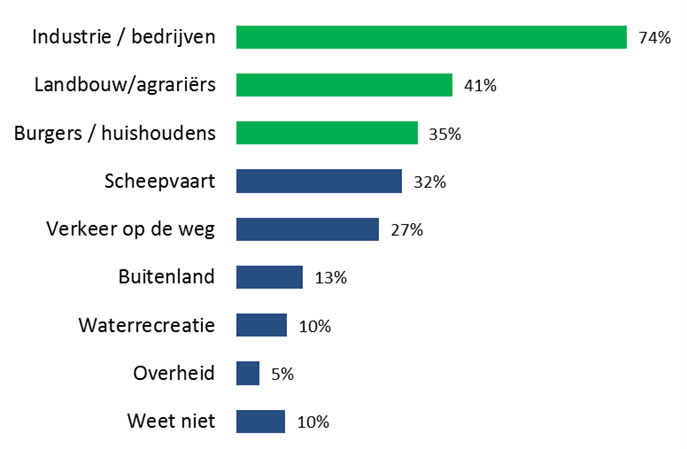 Industrie / bedrijven 74%
Landbouw/agrariërs 41%
Burgers / huishoudens 35%
Scheepvaart 32%
Verkeer op de weg 27%
Buitenland 13%
Waterrecreatie 10%
Overheid 5%
Weet niet 10%